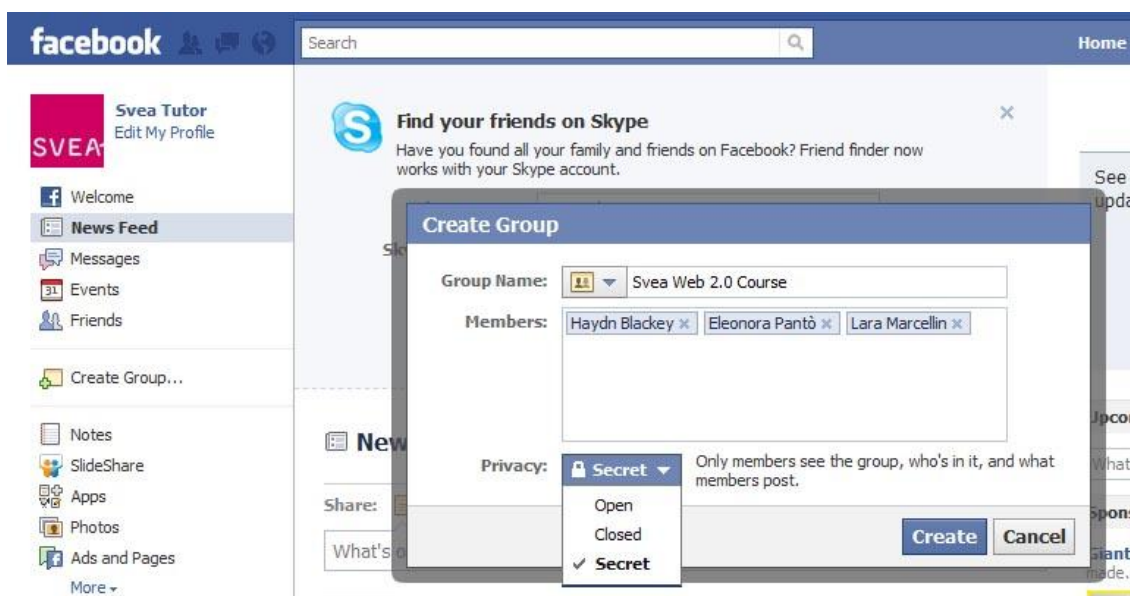 facebook
Search
Home
Svea Tutor
Edit My Profile
SVEA
Welcome
News Feed
Messages
31 Events
Friends
Create Group...
Notes
SlideShare
Apps
Photos
Ads and Pages
More
Find your friends on Skype
Have you found all your family and friends on Facebook? Friend finder now
works with your Skype account.
Create Group
Group Name: Svea Web 2.0 Course
Members: Haydn Blackey Eleonora Pantò Lara Marcellin
Privacy: Secret
Only members see the group, who's in it, and what
members post.
Open
Closed
Secret
Create Cancel
Share:
See